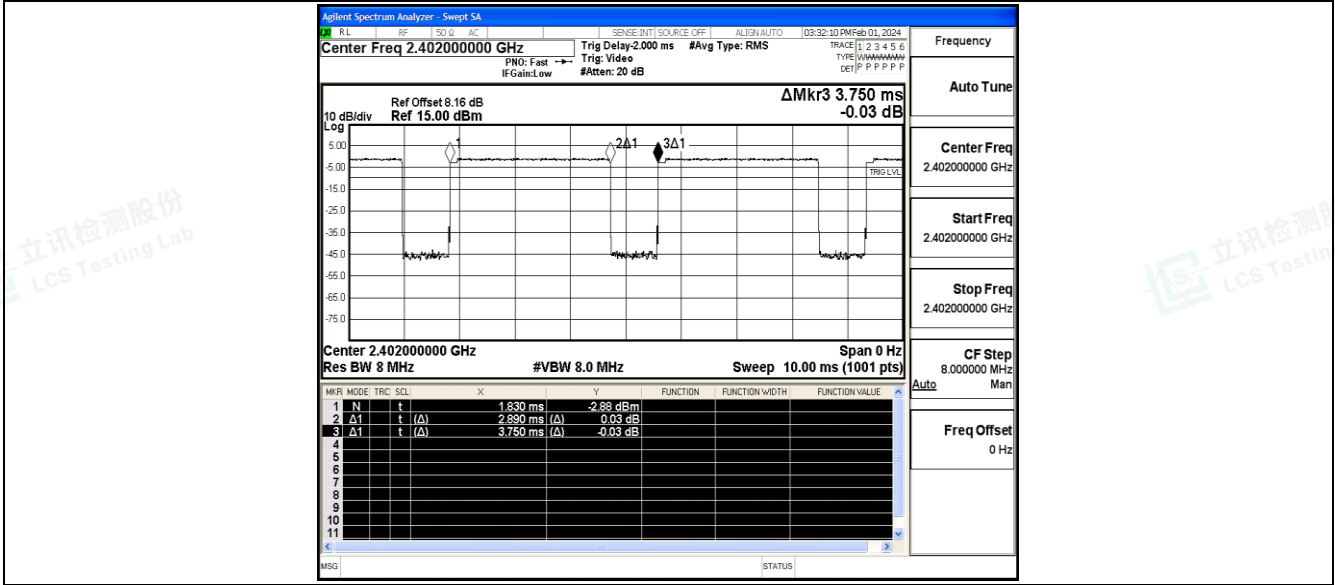 Agilent Spectrum Analyzer - Swept SA
RL RF 50 Ω AC SENSE:INT SOURCE OFF ALIGN AUTO 03:32:10 PM Feb 01, 2024
Center Freq 2.402000000 GHz
PNO: Fast
IFGain:Low
Trig Delay-2.000 ms
Trig: Video
#Atten: 20 dB
#Avg Type: RMS
TRACE 1 2 3 4 5 6
TYPE WWWWWW
DET P P P P P P
Ref Offset 8.16 dB
10 dB/div Ref 15.00 dBm
Log
ΔMkr3 3.750 ms
-0.03 dB
5.00
-5.00
-15.0
-25.0
-35.0
-45.0
-55.0
-65.0
-75.0
1
2Δ1
3Δ1
TRIG LVL
Center 2.402000000 GHz Span 0 Hz
Res BW 8 MHz #VBW 8.0 MHz Sweep 10.00 ms (1001 pts)
MKR MODE TRC SCL X Y FUNCTION FUNCTION WIDTH FUNCTION VALUE
1 N t 1.830 ms -2.88 dBm
2 Δ1 t (Δ) 2.890 ms (Δ) 0.03 dB
3 Δ1 t (Δ) 3.750 ms (Δ) -0.03 dB
4
5
6
7
8
9
10
11
MSG STATUS
Frequency
Auto Tune
Center Freq
2.402000000 GHz
Start Freq
2.402000000 GHz
Stop Freq
2.402000000 GHz
CF Step
8.000000 MHz
Auto Man
Freq Offset
0 Hz
立讯检测股份
LCS Testing Lab
立讯检测
LCS Testin